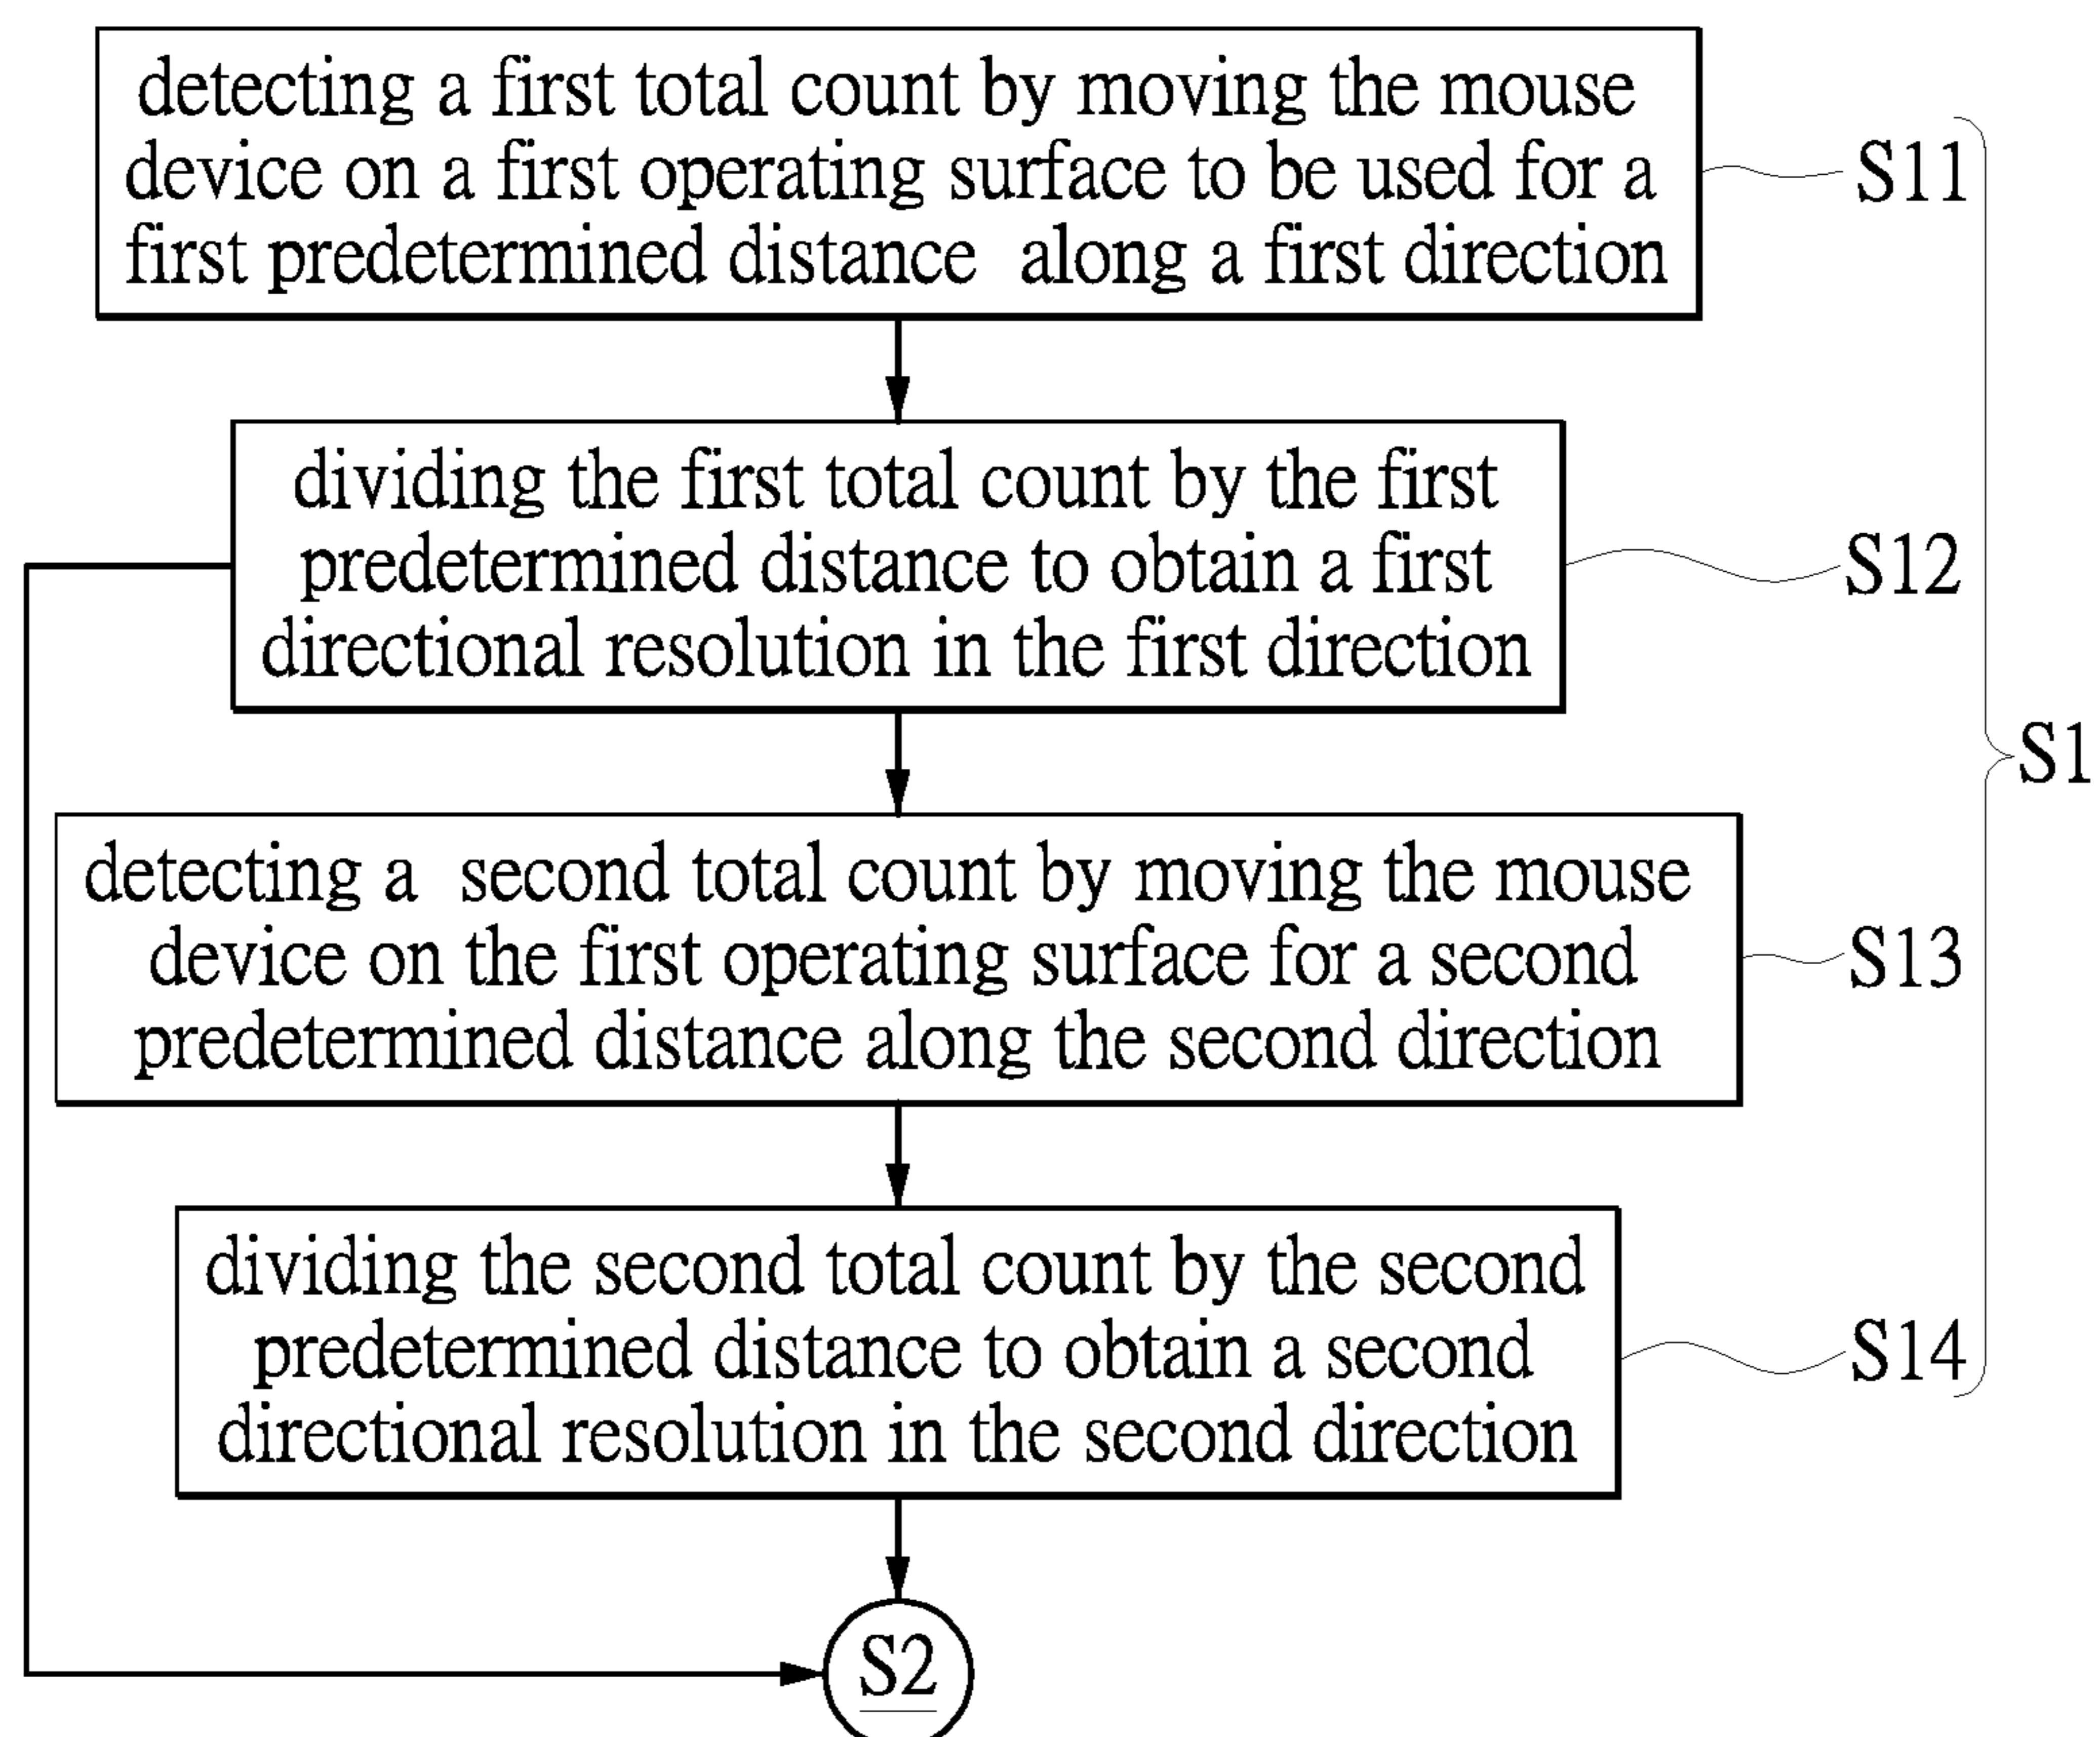 detecting a first total count by moving the mouse
device on a first operating surface to be used for a
first predetermined distance along a first direction
S11
dividing the first total count by the first
predetermined distance to obtain a first
directional resolution in the first direction
S12
S1
detecting a second total count by moving the mouse
device on the first operating surface for a second
predetermined distance along the second direction
S13
dividing the second total count by the second
predetermined distance to obtain a second
directional resolution in the second direction
S14
S2